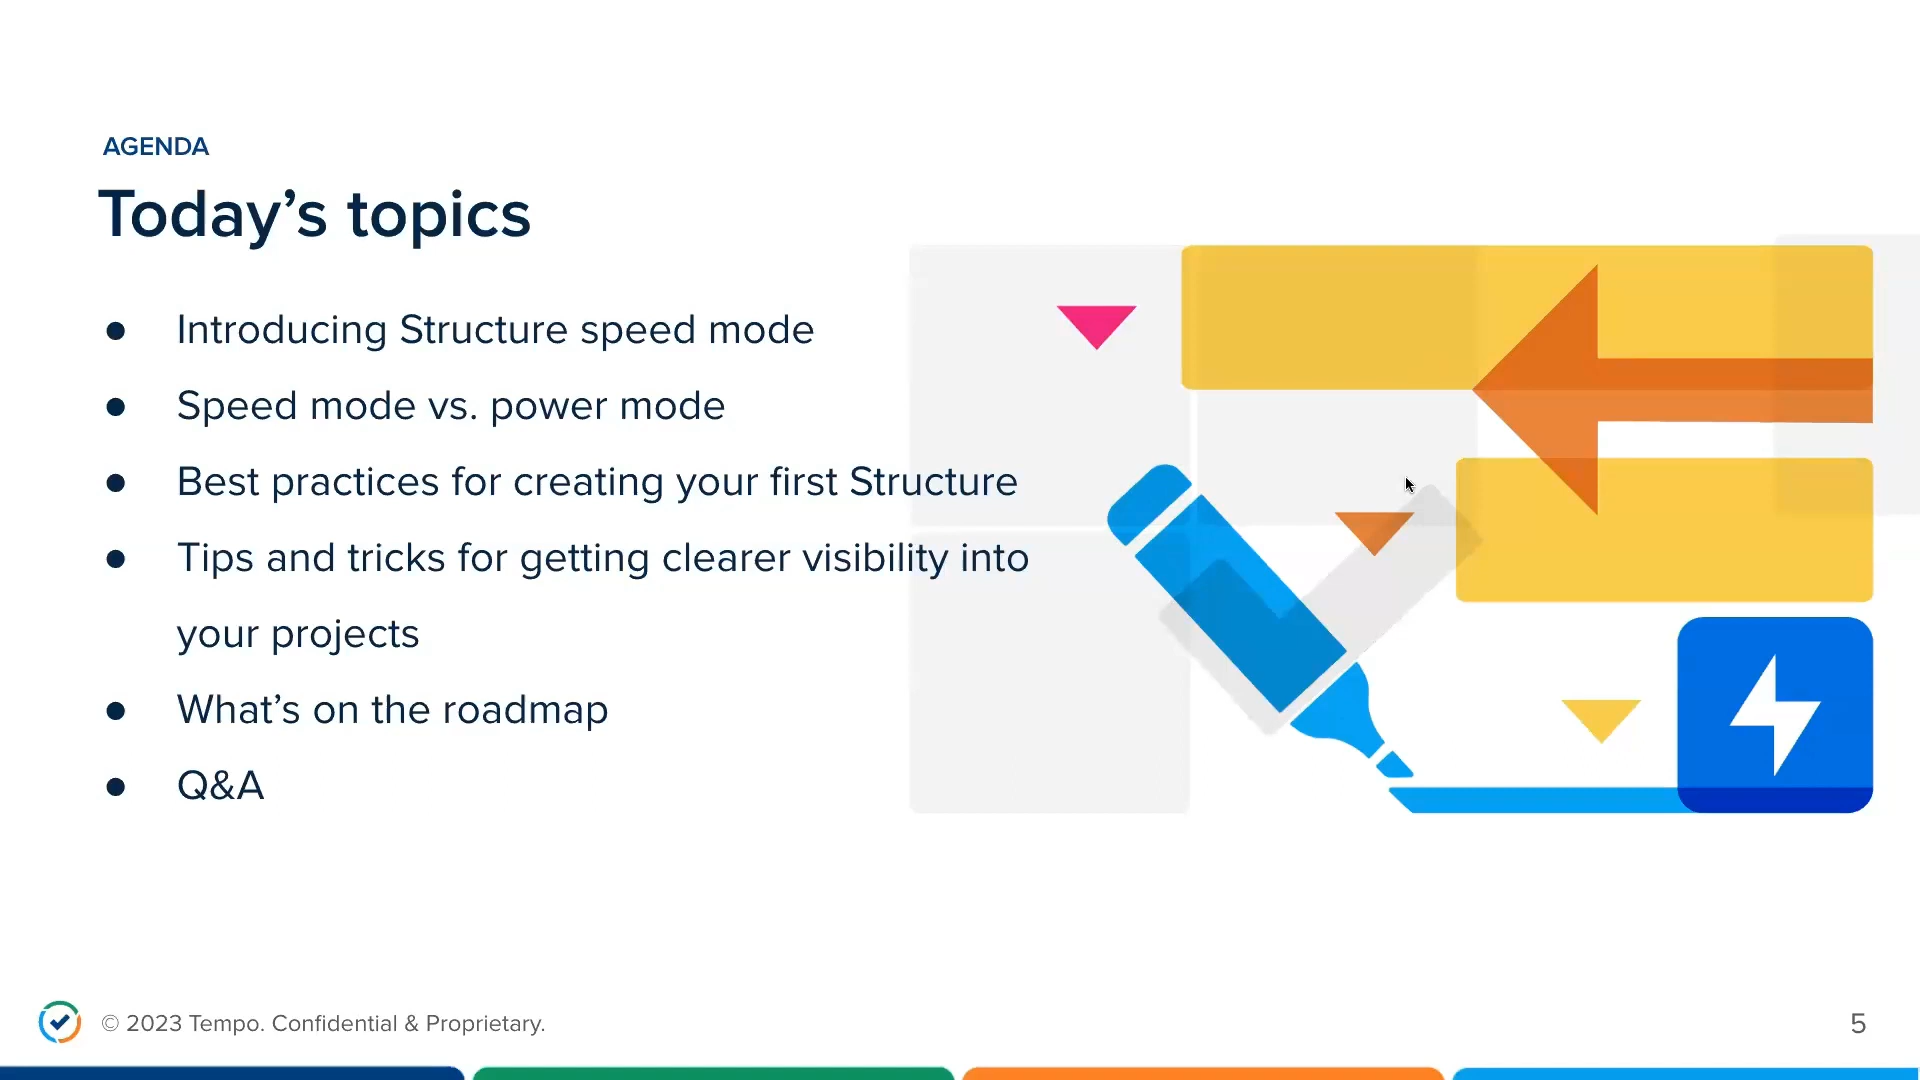 AGENDA
Today’s topics
● Introducing Structure speed mode
● Speed mode vs. power mode
● Best practices for creating your first Structure
● Tips and tricks for getting clearer visibility into
your projects
● What’s on the roadmap
● Q&A
© 2023 Tempo. Confidential & Proprietary.
5